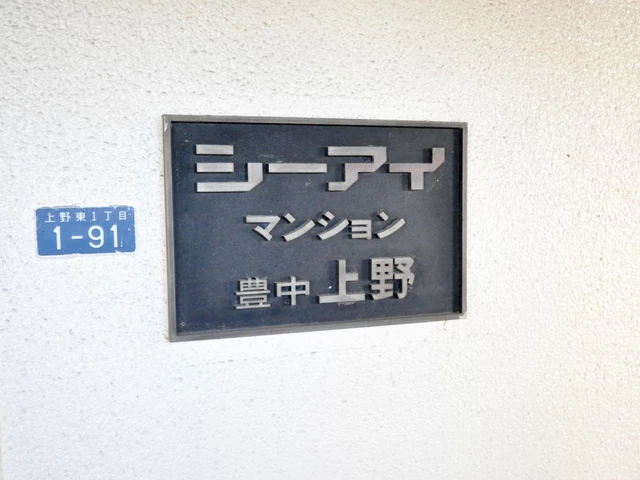 上野東1丁目
1-91
シーアイ
マンション
豊中上野